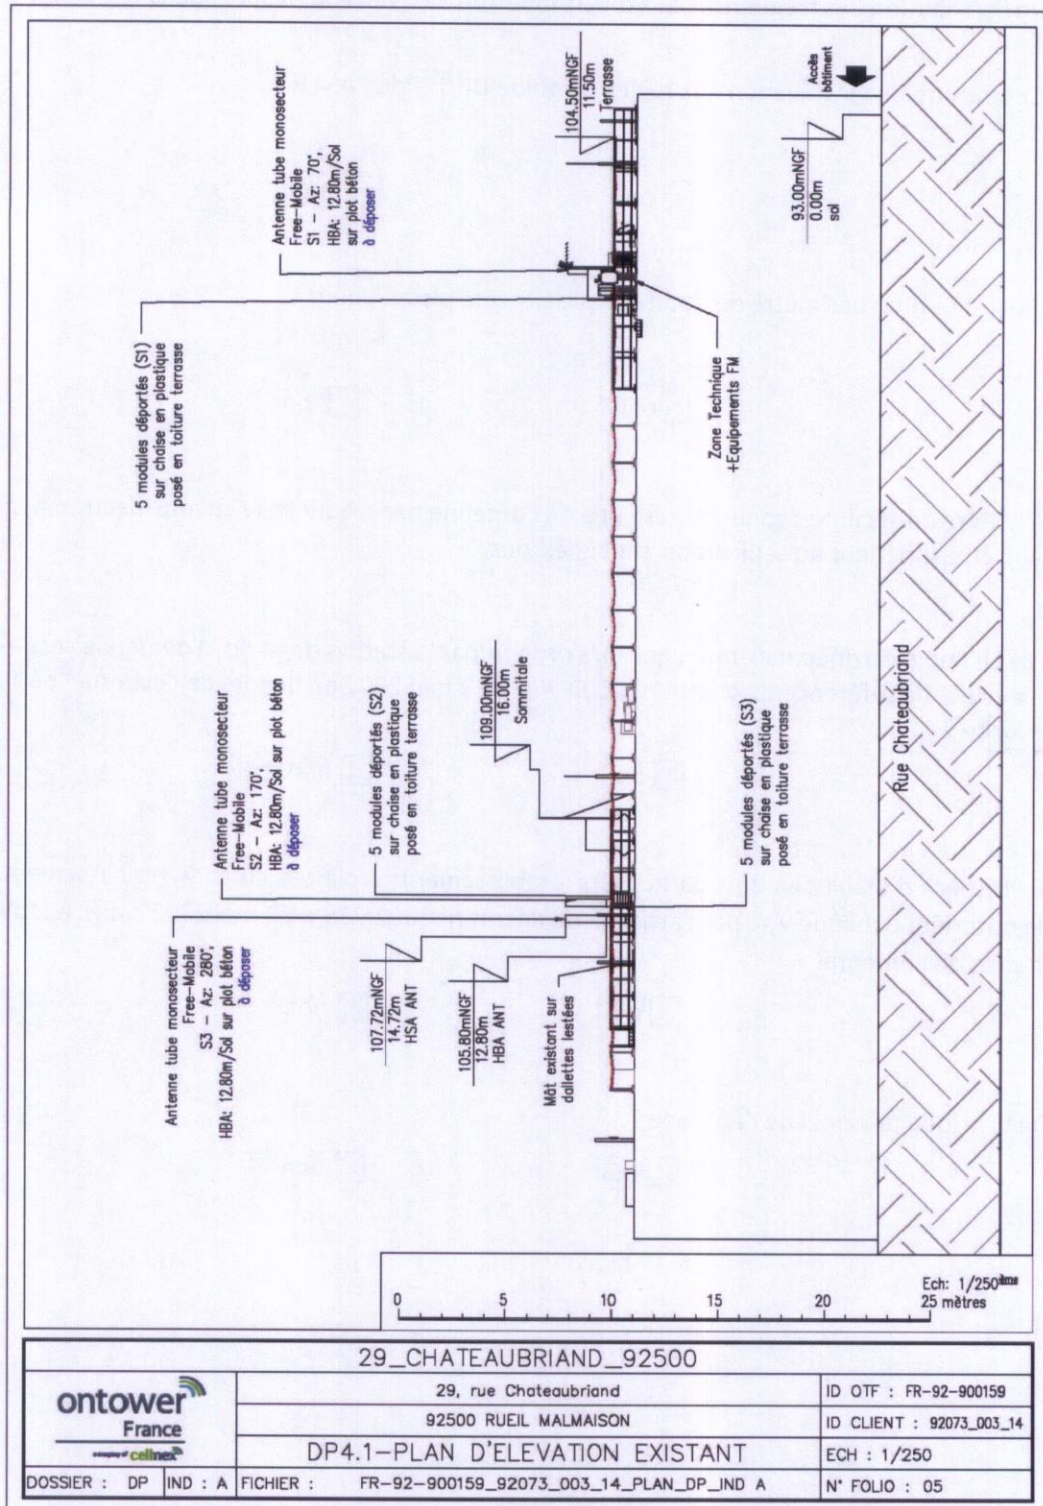 Antenne tube monosecteur
Free-Mobile
S3 - Az: 280°,
HBA: 12.80m/Sol sur plot béton
à déposer
Antenne tube monosecteur
Free-Mobile
S2 - Az: 170°,
HBA: 12.80m/Sol sur plot béton
à déposer
5 modules déportés (S1)
sur chaise en plastique
posé en toiture terrasse
Antenne tube monosecteur
Free-Mobile
S1 - Az: 70°,
HBA: 12.80m/Sol
sur plot béton
à déposer
107.72mNGF
14.72m
HSA ANT
105.80mNGF
12.80m
HBA ANT
5 modules déportés (S2)
sur chaise en plastique
posé en toiture terrasse
109.00mNGF
16.00m
Sommitale
104.50mNGF
11.50m
Terrasse
Mât existant sur
dallettes lestées
5 modules déportés (S3)
sur chaise en plastique
posé en toiture terrasse
Zone Technique
+Equipements FM
93.00mNGF
0.00m
sol
Accès
bâtiment
Rue Chateaubriand
Ech: 1/250
0 5 10 15 20 25 mètres
29_CHATEAUBRIAND_92500
ontower
France
cellnex
29, rue Chateaubriand
ID OTF : FR-92-900159
92500 RUEIL MALMAISON
ID CLIENT : 92073_003_14
DP4.1-PLAN D'ELEVATION EXISTANT
ECH : 1/250
DOSSIER : DP
IND : A
FICHIER : FR-92-900159_92073_003_14_PLAN_DP_IND A
N° FOLIO : 05